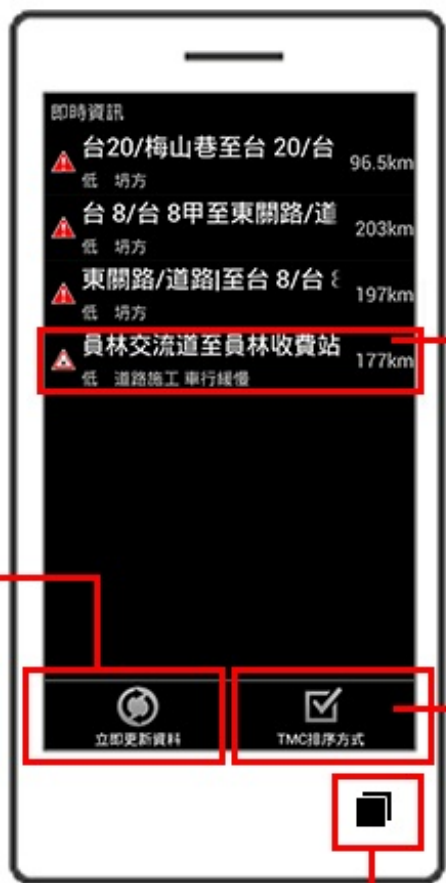 即時資訊
台20/梅山巷至台 20/台
96.5km
低 坍方
台 8/台 8甲至東關路/道
203km
低 坍方
東關路/道路|至台 8/台 8
197km
低 坍方
員林交流道至員林收費站
177km
低 道路施工 車行緩慢
立即更新資料
TMC排序方式